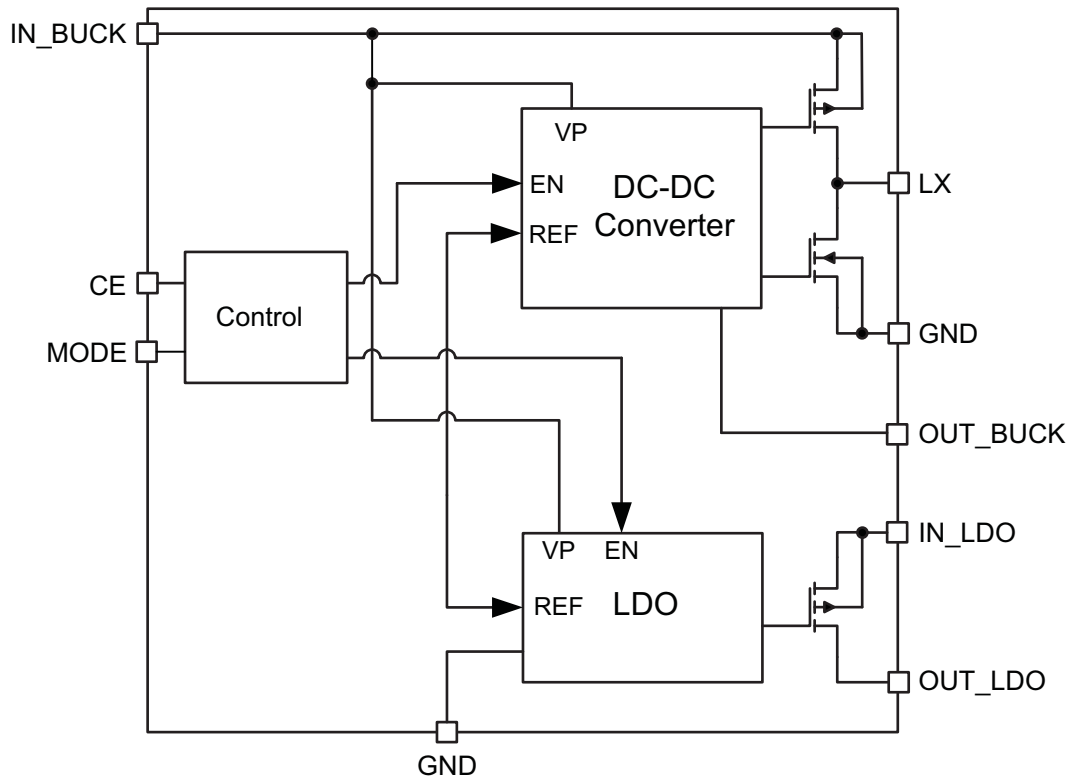 IN_BUCK
VP
DC-DC
Converter
EN
REF
LX
CE
Control
MODE
GND
OUT_BUCK
IN_LDO
VP
EN
REF
LDO
OUT_LDO
GND